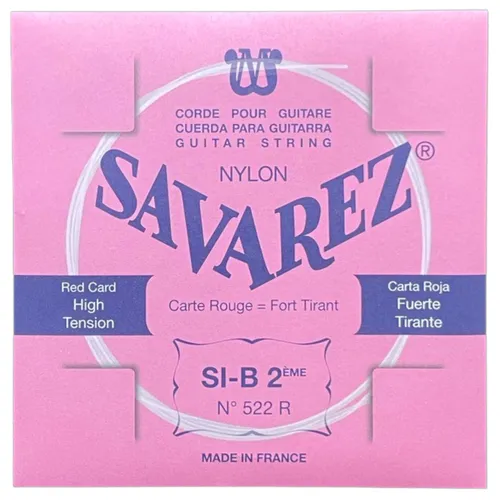 CORDE POUR GUITARE
CUERDA PARA GUITARRA
GUITAR STRING
NYLON
SAVAREZ®
Red Card
High
Tension
Carte Rouge = Fort Tirant
Carta Roja
Fuerte
Tirante
SI-B 2ÈME
N° 522 R
MADE IN FRANCE